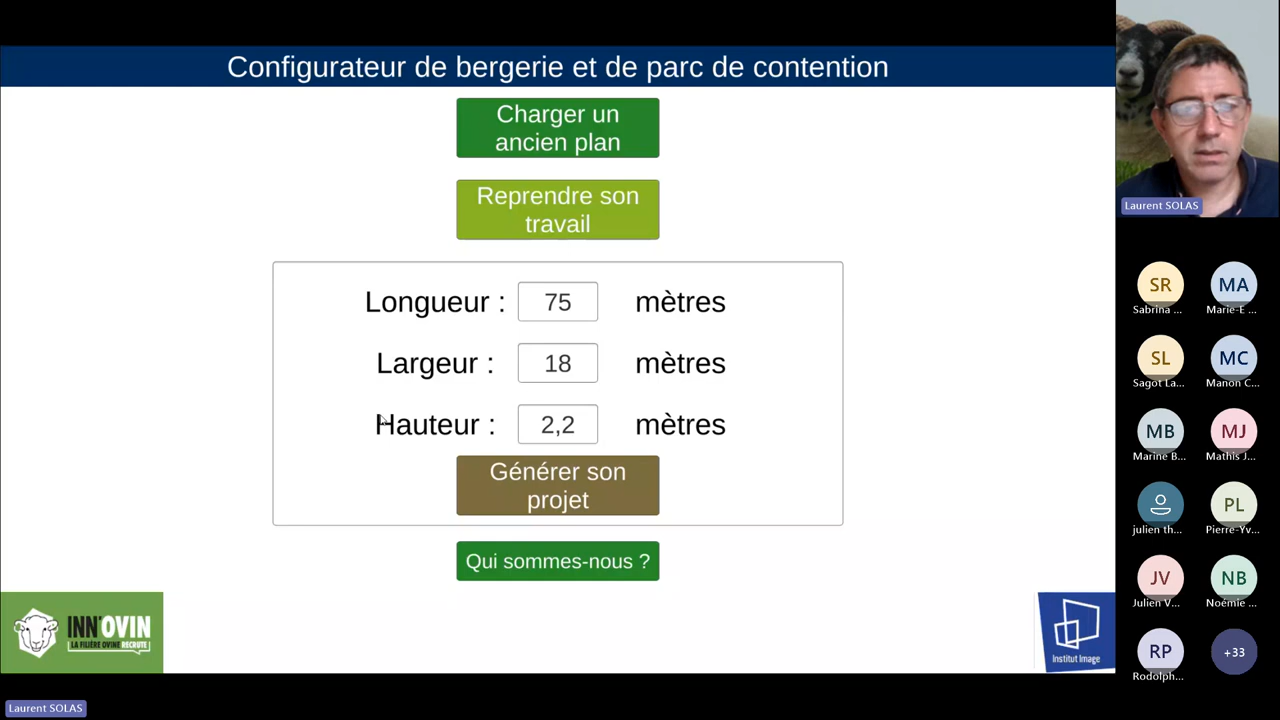 Configurateur de bergerie et de parc de contention
Charger un
ancien plan
Reprendre son
travail
Longueur : 75 mètres
Largeur : 18 mètres
Hauteur : 2,2 mètres
Générer son
projet
Qui sommes-nous ?
INN'OVIN
LA FILIÈRE OVINE RECRUTE
Institut Image
Laurent SOLAS
Laurent SOLAS
SR
MA
Sabrina ...
Marie-E ...
SL
MC
Sagot La...
Manon C...
MB
MJ
Marine B...
Mathis J...
PL
julien th...
Pierre-Yv...
JV
NB
Julien V...
Noémie ...
RP
+33
Rodolph...